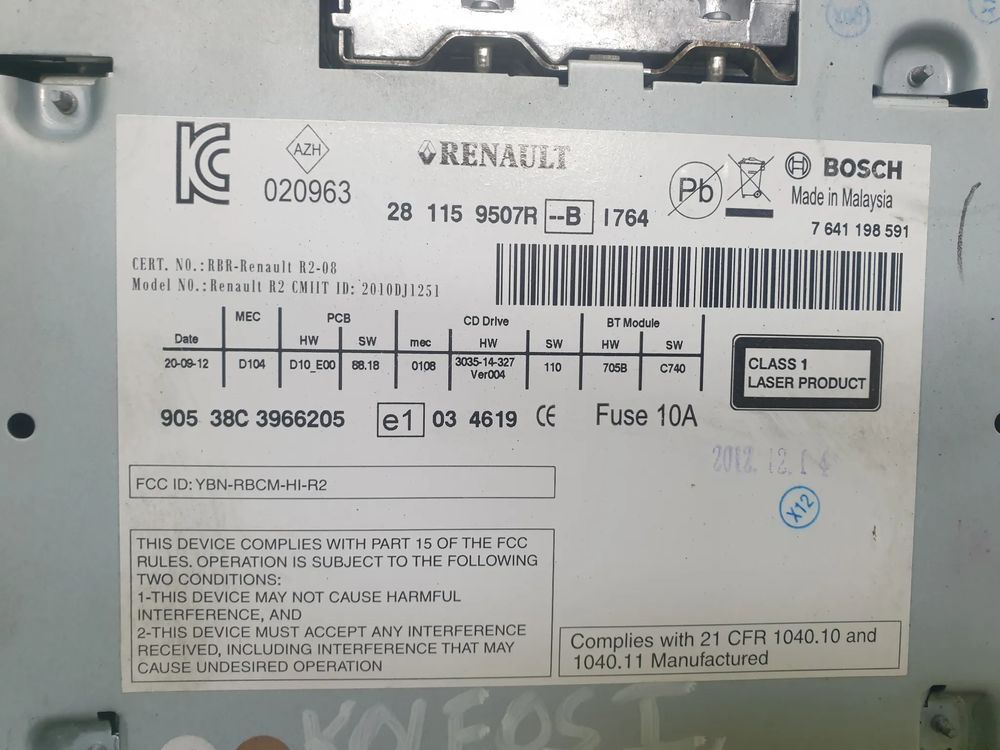 X06
KC
AZH
020963
RENAULT
28 115 9507R --B I764
Pb
BOSCH
Made in Malaysia
7 641 198 591
CERT. NO.:RBR-Renault R2-08
Model NO.:Renault R2 CMIIT ID: 2010DJ1251
MEC PCB CD Drive BT Module
Date HW SW mec HW SW HW SW
20-09-12 D104 D10_E00 88.18 0108 3035-14-327 Ver004 110 705B C740
CLASS 1
LASER PRODUCT
905 38C 3966205 e1 03 4619 CE Fuse 10A
2012. 12. 1
X12
FCC ID: YBN-RBCM-HI-R2
THIS DEVICE COMPLIES WITH PART 15 OF THE FCC
RULES. OPERATION IS SUBJECT TO THE FOLLOWING
TWO CONDITIONS:
1-THIS DEVICE MAY NOT CAUSE HARMFUL
INTERFERENCE, AND
2-THIS DEVICE MUST ACCEPT ANY INTERFERENCE
RECEIVED, INCLUDING INTERFERENCE THAT MAY
CAUSE UNDESIRED OPERATION
Complies with 21 CFR 1040.10 and
1040.11 Manufactured